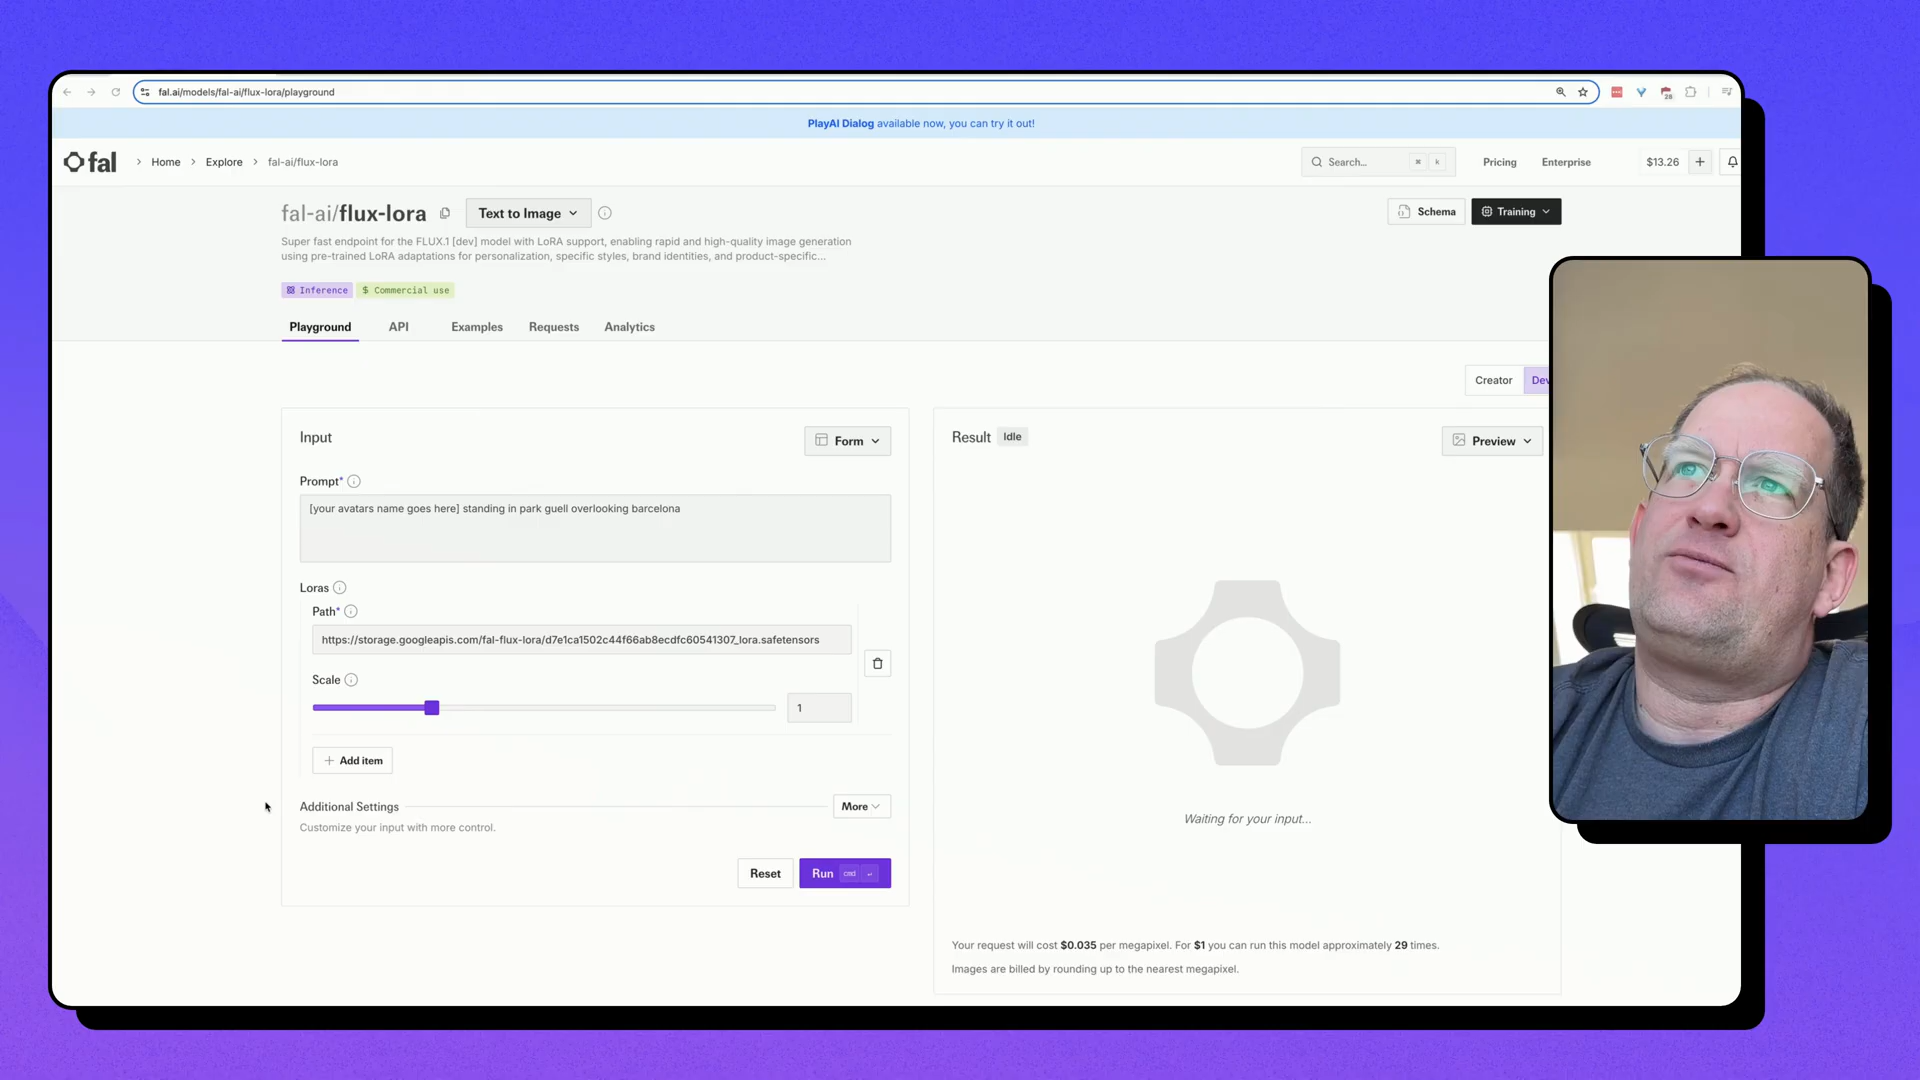 fal.ai/models/fal-ai/flux-lora/playground
28
PlayAI Dialog available now, you can try it out!
fal
Home
Explore
fal-ai/flux-lora
Search...
⌘
k
Pricing
Enterprise
$13.26
fal-ai/flux-lora
Text to Image
Schema
Training
Super fast endpoint for the FLUX.1 [dev] model with LoRA support, enabling rapid and high-quality image generation
using pre-trained LoRA adaptations for personalization, specific styles, brand identities, and product-specific...
Inference
$ Commercial use
Playground
API
Examples
Requests
Analytics
Creator
Dev
Input
Form
Prompt*
[your avatars name goes here] standing in park guell overlooking barcelona
Loras
Path*
https://storage.googleapis.com/fal-flux-lora/d7e1ca1502c44f66ab8ecdfc60541307_lora.safetensors
Scale
1
+ Add item
Additional Settings
More
Customize your input with more control.
Reset
Run cmd ↵
Result
Idle
Preview
Waiting for your input...
Your request will cost $0.035 per megapixel. For $1 you can run this model approximately 29 times.
Images are billed by rounding up to the nearest megapixel.